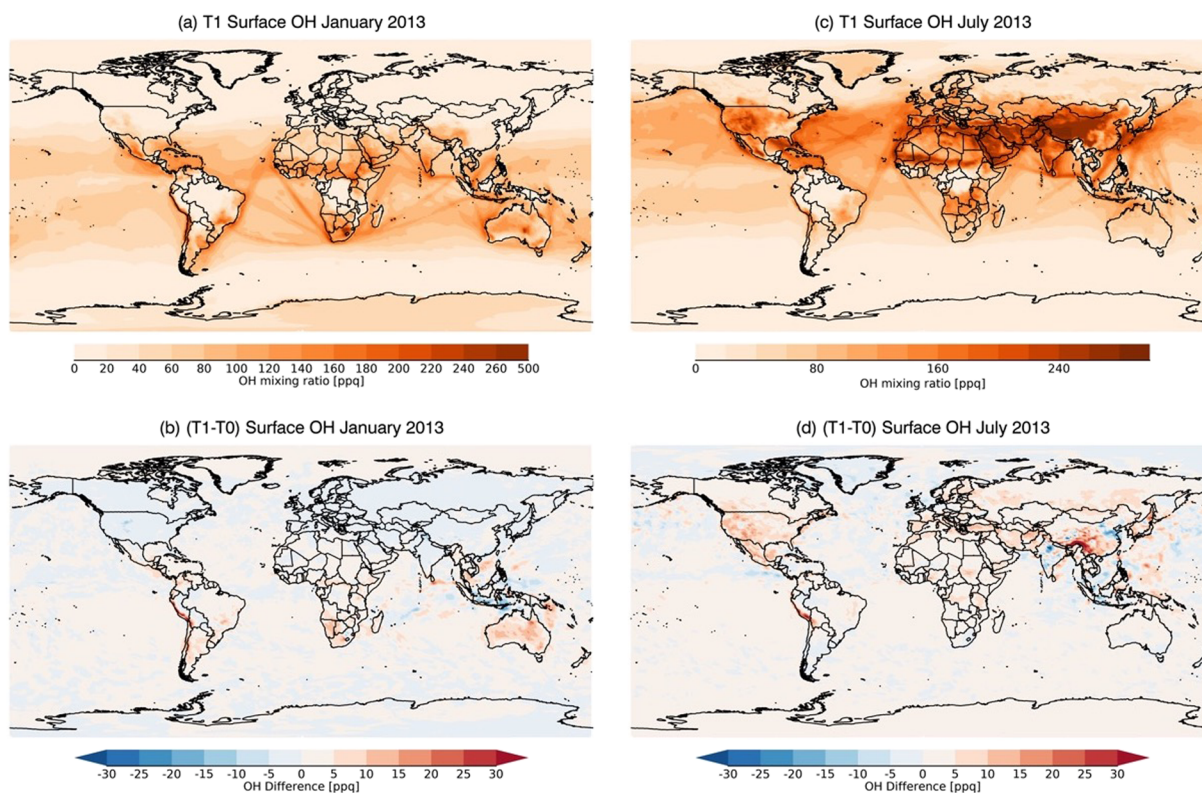 (a) T1 Surface OH January 2013
0 20 40 60 80 100 120 140 160 180 200 220 240 260 500
OH mixing ratio [ppq]
(c) T1 Surface OH July 2013
0 80 160 240
OH mixing ratio [ppq]
(b) (T1-T0) Surface OH January 2013
-30 -25 -20 -15 -10 -5 0 5 10 15 20 25 30
OH Difference [ppq]
(d) (T1-T0) Surface OH July 2013
-30 -25 -20 -15 -10 -5 0 5 10 15 20 25 30
OH Difference [ppq]